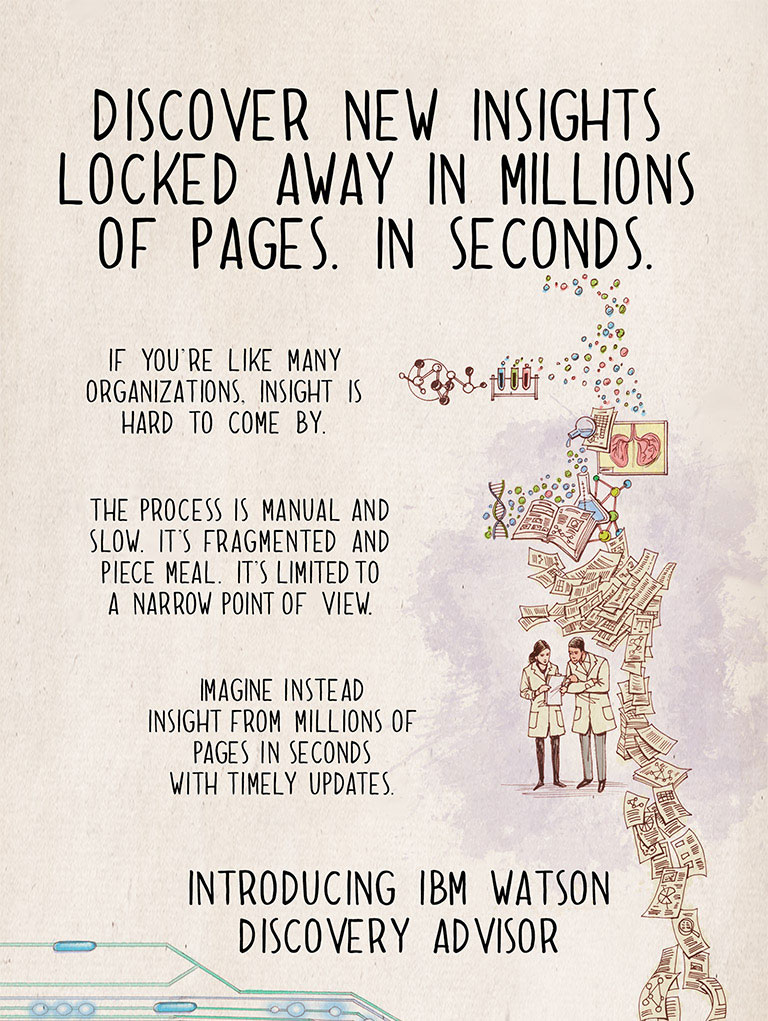 DISCOVER NEW INSIGHTS
LOCKED AWAY IN MILLIONS
OF PAGES. IN SECONDS.
IF YOU'RE LIKE MANY
ORGANIZATIONS, INSIGHT IS
HARD TO COME BY.
THE PROCESS IS MANUAL AND
SLOW. IT'S FRAGMENTED AND
PIECE MEAL. IT'S LIMITED TO
A NARROW POINT OF VIEW.
IMAGINE INSTEAD
INSIGHT FROM MILLIONS OF
PAGES IN SECONDS
WITH TIMELY UPDATES.
INTRODUCING IBM WATSON
DISCOVERY ADVISOR